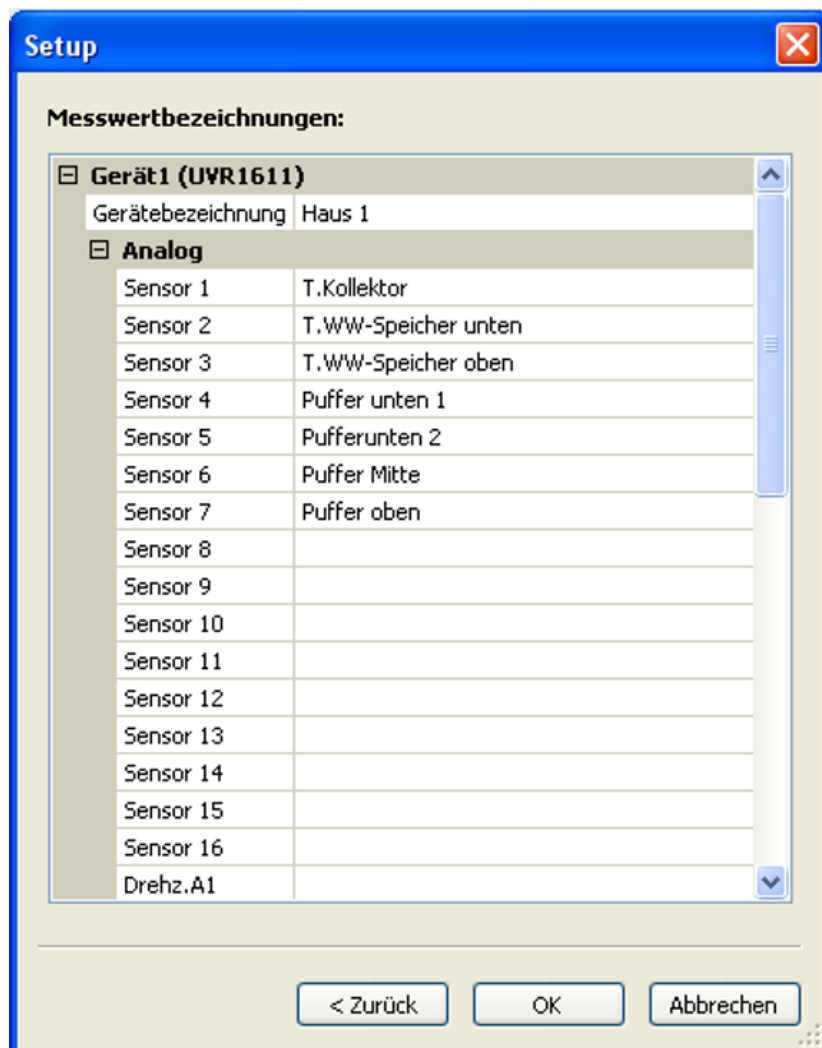 Setup
Messwertbezeichnungen:
Gerät1 (UVR1611)
Gerätebezeichnung Haus 1
Analog
Sensor 1 T.Kollektor
Sensor 2 T.WW-Speicher unten
Sensor 3 T.WW-Speicher oben
Sensor 4 Puffer unten 1
Sensor 5 Pufferunten 2
Sensor 6 Puffer Mitte
Sensor 7 Puffer oben
Sensor 8
Sensor 9
Sensor 10
Sensor 11
Sensor 12
Sensor 13
Sensor 14
Sensor 15
Sensor 16
Drehz.A1
< Zurück OK Abbrechen